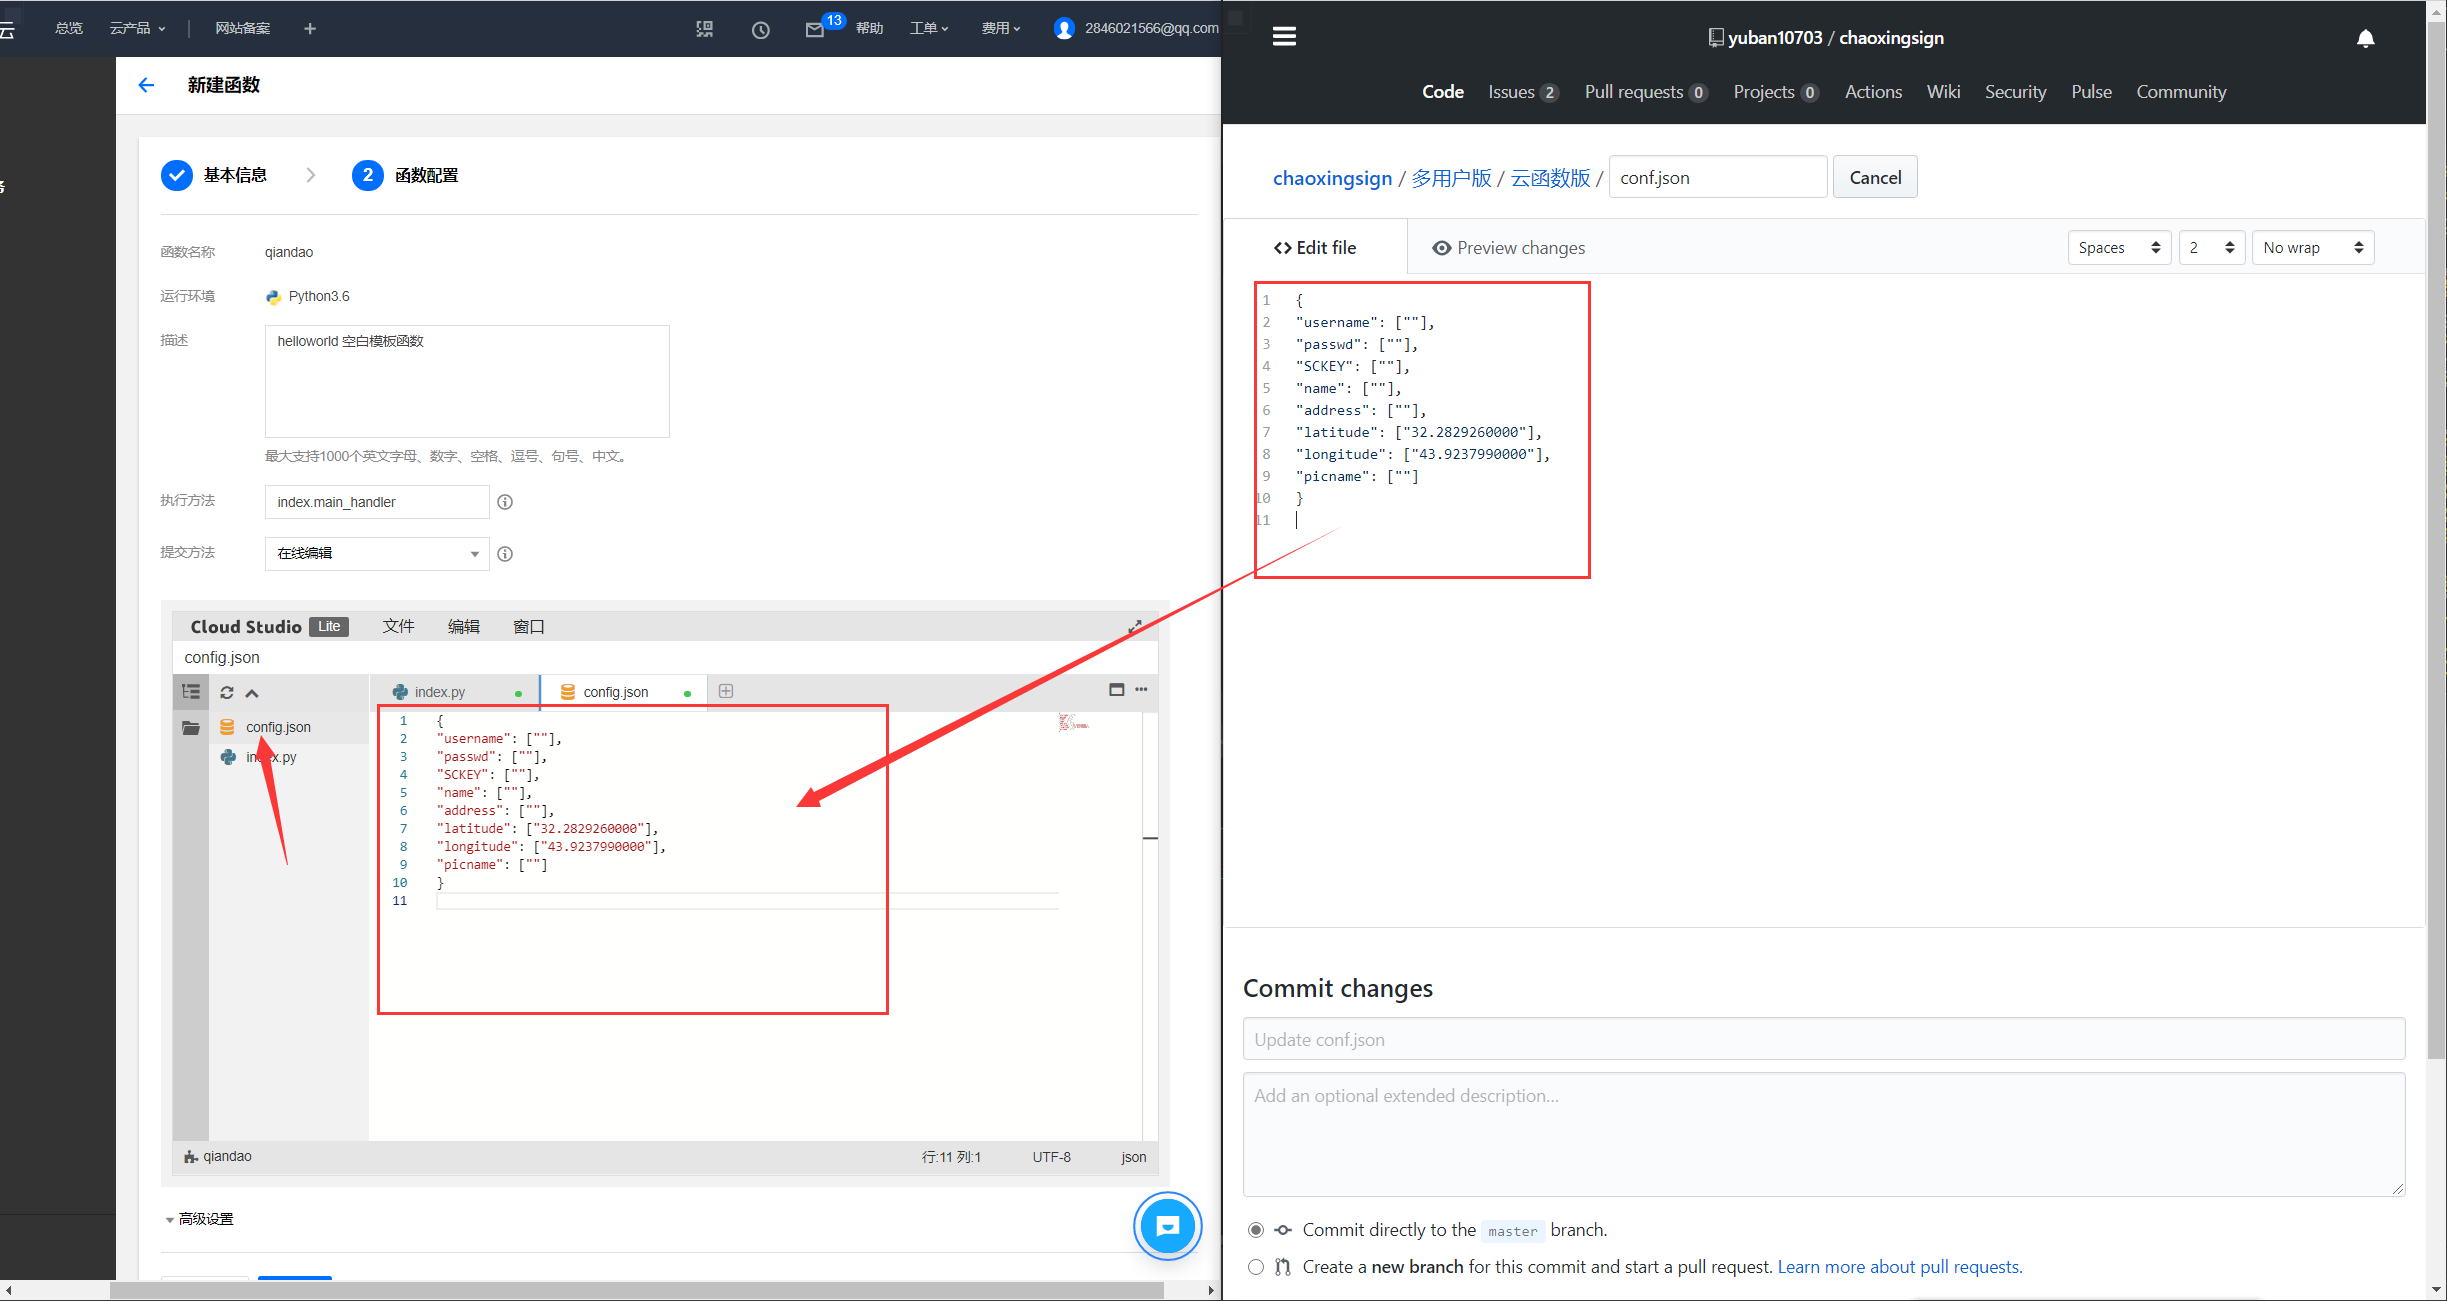 云
总览
云产品
网站备案
13
帮助
工单
费用
2846021566@qq.com
新建函数
基本信息
2
函数配置
函数名称
qiandao
运行环境
Python3.6
描述
helloworld 空白模板函数
最大支持1000个英文字母、数字、空格、逗号、句号、中文。
执行方法
index.main_handler
提交方法
在线编辑
Cloud Studio
Lite
文件
编辑
窗口
config.json
config.json
index.py
index.py
config.json
1 {
2 "username": [""],
3 "passwd": [""],
4 "SCKEY": [""],
5 "name": [""],
6 "address": [""],
7 "latitude": ["32.2829260000"],
8 "longitude": ["43.9237990000"],
9 "picname": [""]
10 }
11
qiandao
行:11 列:1
UTF-8
json
高级设置
yuban10703 / chaoxingsign
Code
Issues 2
Pull requests 0
Projects 0
Actions
Wiki
Security
Pulse
Community
chaoxingsign / 多用户版 / 云函数版 / conf.json
Cancel
Edit file
Preview changes
Spaces
2
No wrap
1 {
2 "username": [""],
3 "passwd": [""],
4 "SCKEY": [""],
5 "name": [""],
6 "address": [""],
7 "latitude": ["32.2829260000"],
8 "longitude": ["43.9237990000"],
9 "picname": [""]
10 }
11
Commit changes
Update conf.json
Add an optional extended description...
Commit directly to the master branch.
Create a new branch for this commit and start a pull request. Learn more about pull requests.